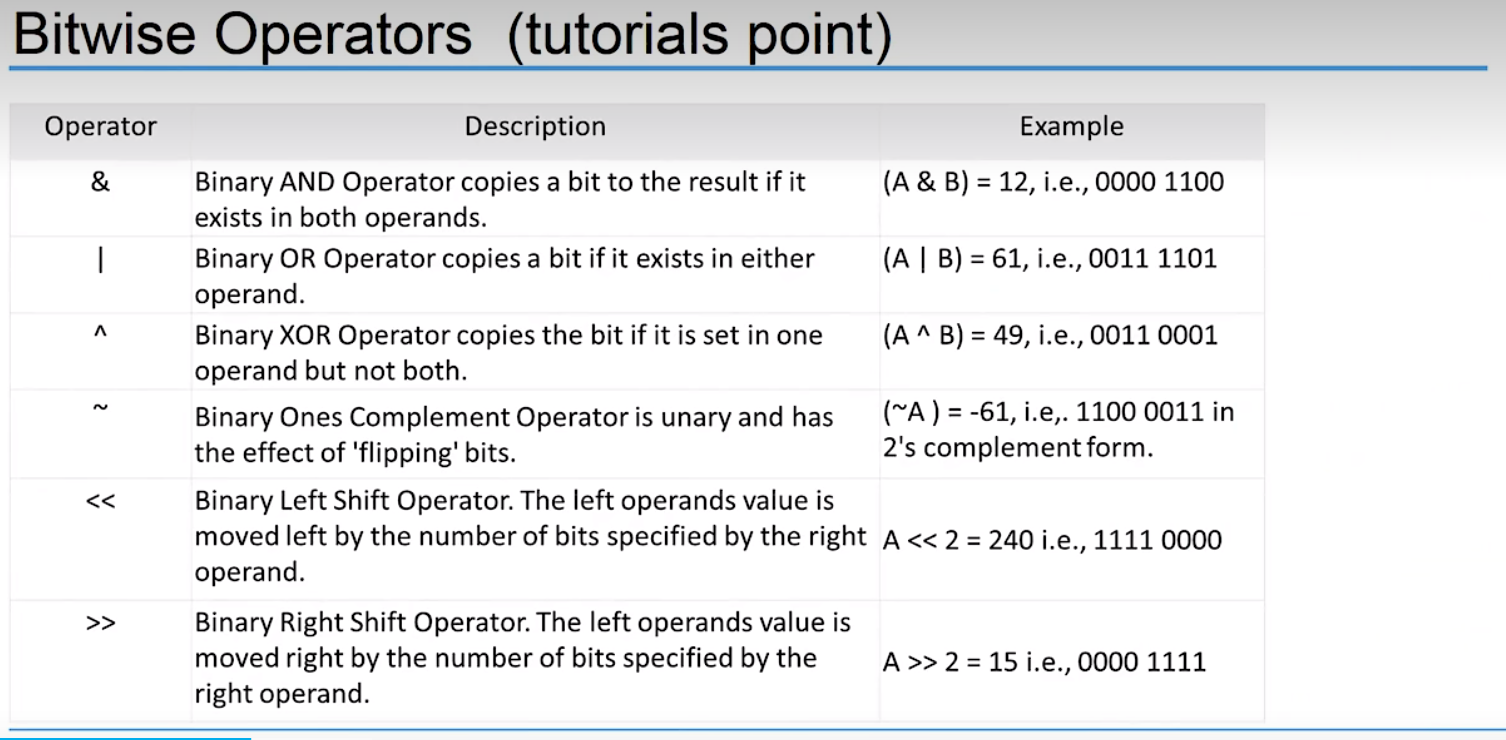 Bitwise Operators (tutorials point)
Operator Description Example
& Binary AND Operator copies a bit to the result if it (A & B) = 12, i.e., 0000 1100
exists in both operands.
| Binary OR Operator copies a bit if it exists in either (A | B) = 61, i.e., 0011 1101
operand.
^ Binary XOR Operator copies the bit if it is set in one (A ^ B) = 49, i.e., 0011 0001
operand but not both.
~ Binary Ones Complement Operator is unary and has (~A ) = -61, i.e,. 1100 0011 in
the effect of 'flipping' bits. 2's complement form.
<< Binary Left Shift Operator. The left operands value is
moved left by the number of bits specified by the right A << 2 = 240 i.e., 1111 0000
operand.
>> Binary Right Shift Operator. The left operands value is
moved right by the number of bits specified by the A >> 2 = 15 i.e., 0000 1111
right operand.